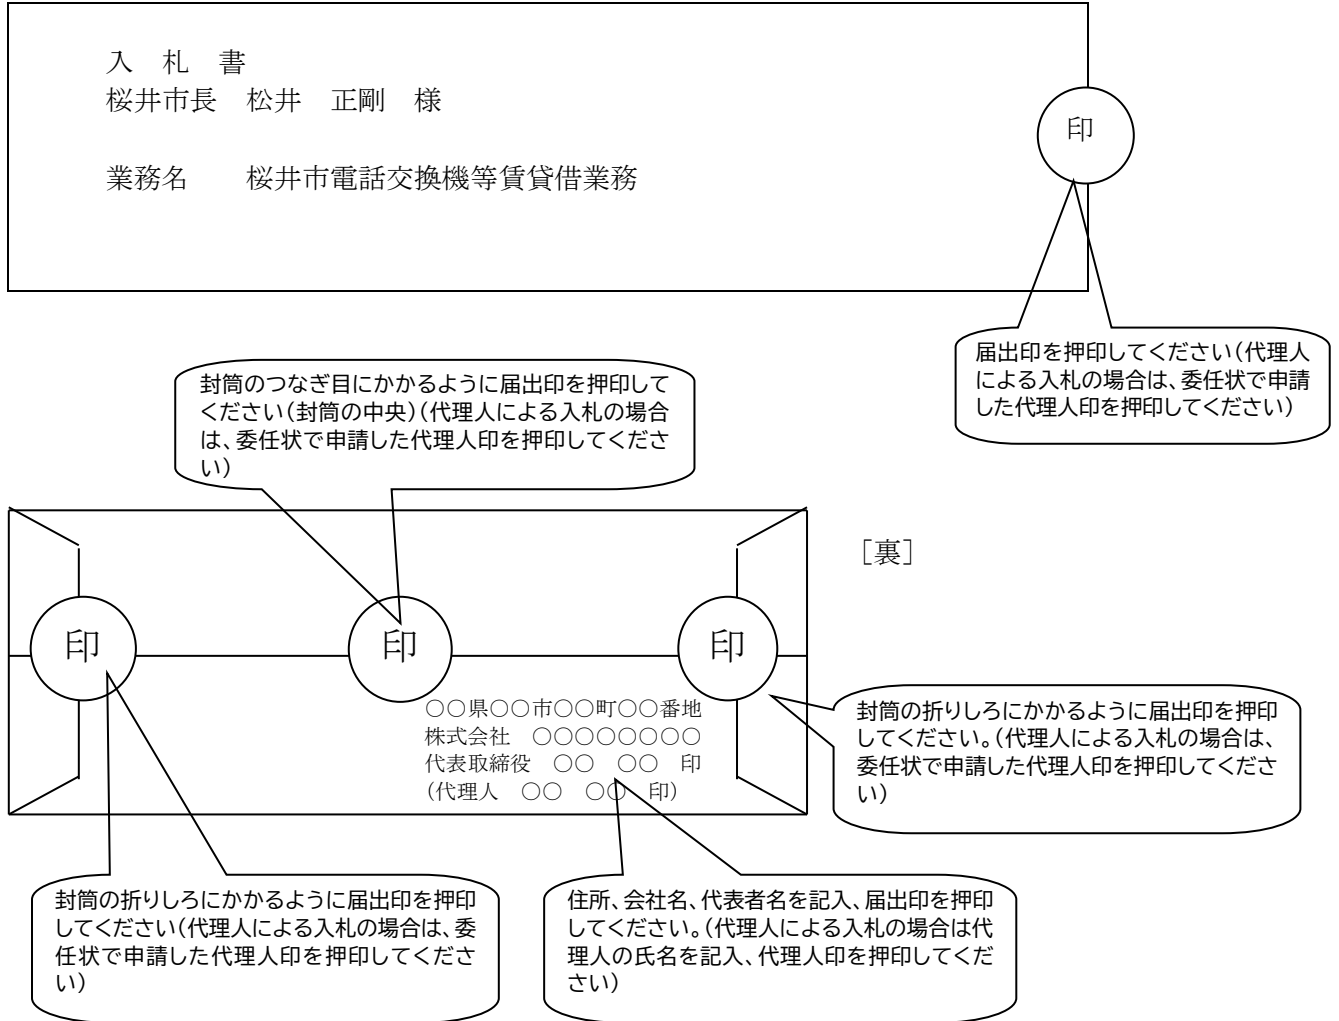 入　札　書
桜井市長　松井　正剛　様
印
業務名　　桜井市電話交換機等賃貸借業務
届出印を押印してください（代理人
による入札の場合は、委任状で申請
した代理人印を押印してください）
封筒のつなぎ目にかかるように届出印を押印して
ください（封筒の中央）（代理人による入札の場合
は、委任状で申請した代理人印を押印してくださ
い）
［裏］
印
印
印
〇〇県〇〇市〇〇町〇〇番地
株式会社　〇〇〇〇〇〇〇〇
代表取締役　〇〇　〇〇　印
（代理人　〇〇　〇〇　印）
封筒の折りしろにかかるように届出印を押印
してください。（代理人による入札の場合は、
委任状で申請した代理人印を押印してくださ
い）
封筒の折りしろにかかるように届出印を押印
してください（代理人による入札の場合は、委
任状で申請した代理人印を押印してくださ
い）
住所、会社名、代表者名を記入、届出印を押印
してください。（代理人による入札の場合は代
理人の氏名を記入、代理人印を押印してくだ
さい）